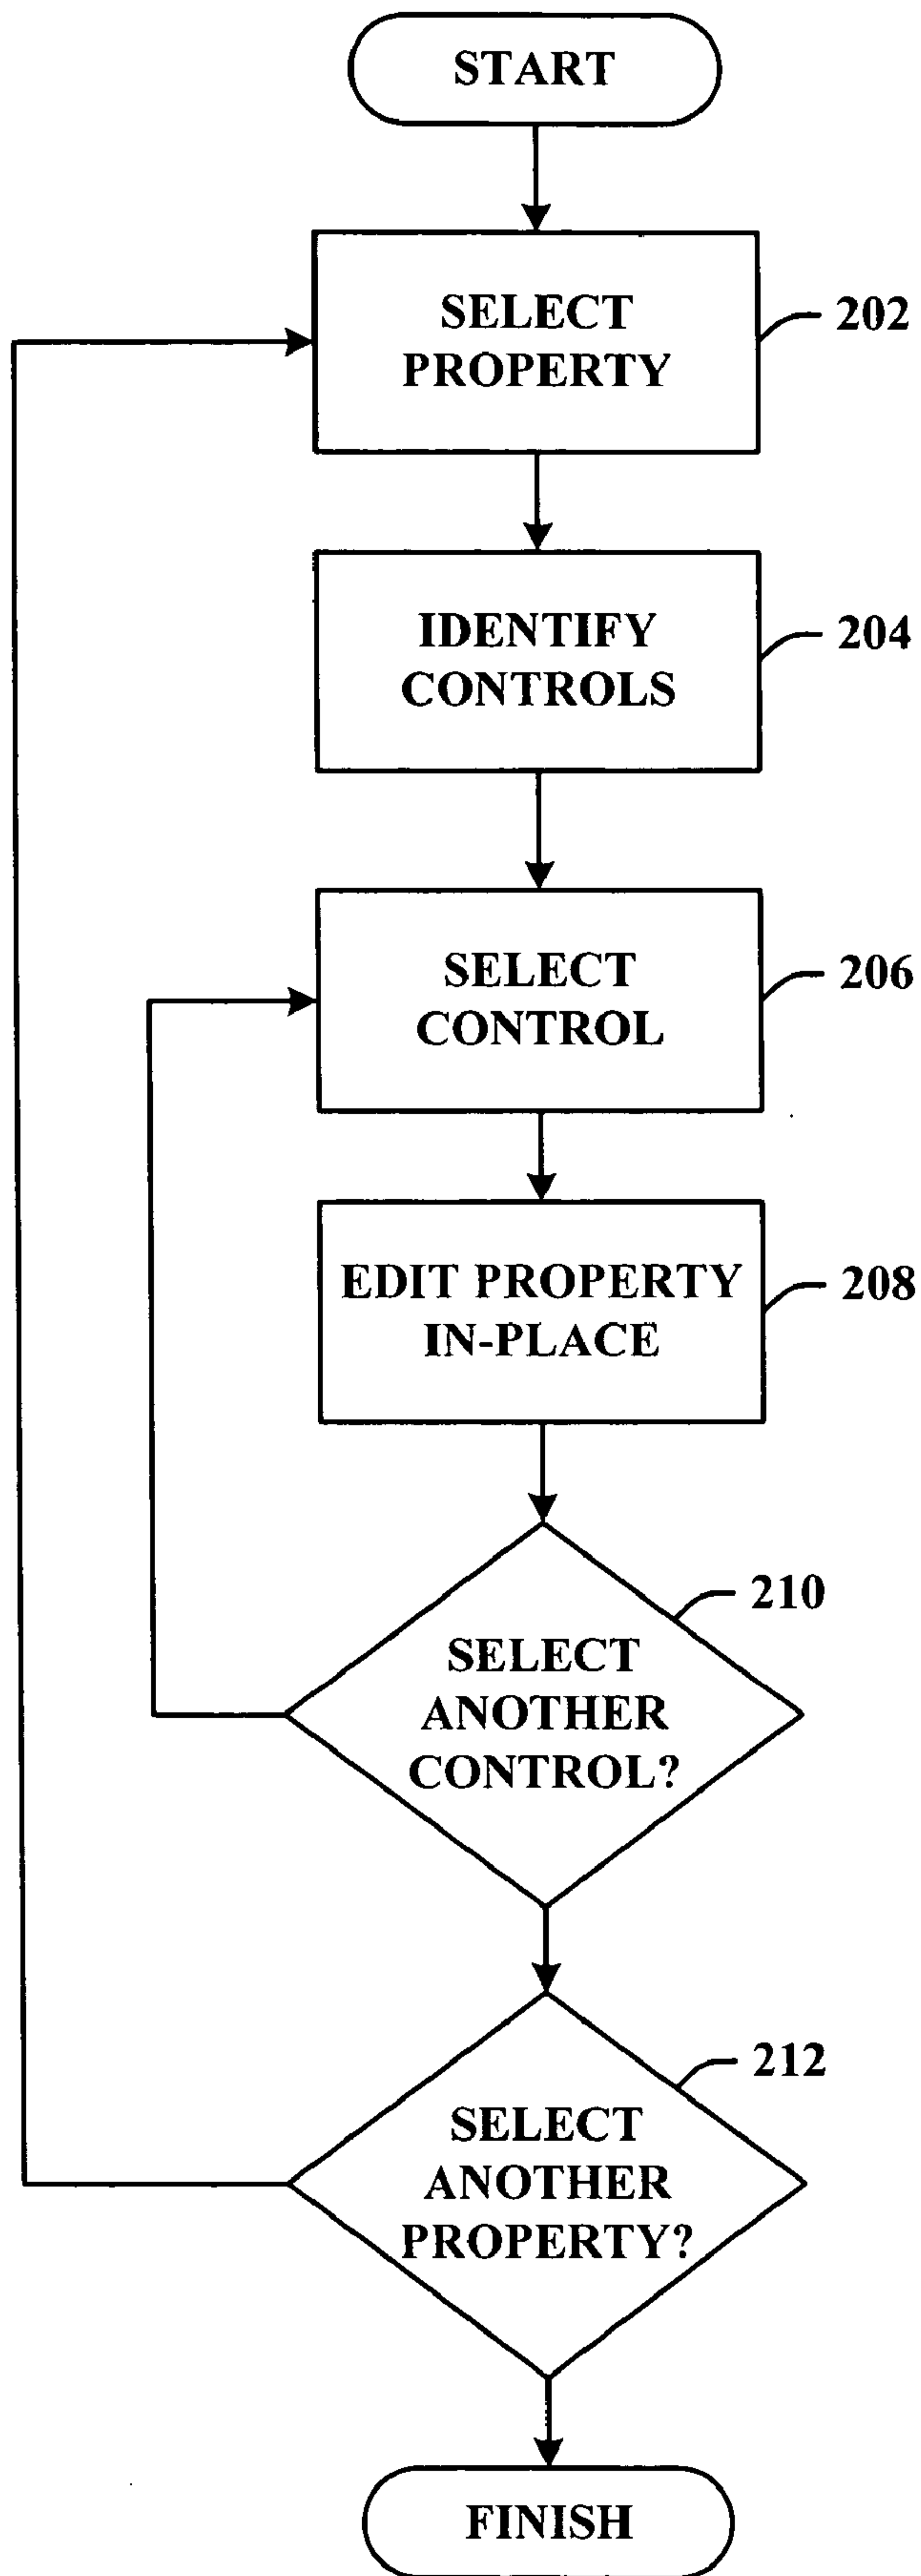 START
SELECT
PROPERTY
202
IDENTIFY
CONTROLS
204
SELECT
CONTROL
206
EDIT PROPERTY
IN-PLACE
208
210
SELECT
ANOTHER
CONTROL?
212
SELECT
ANOTHER
PROPERTY?
FINISH